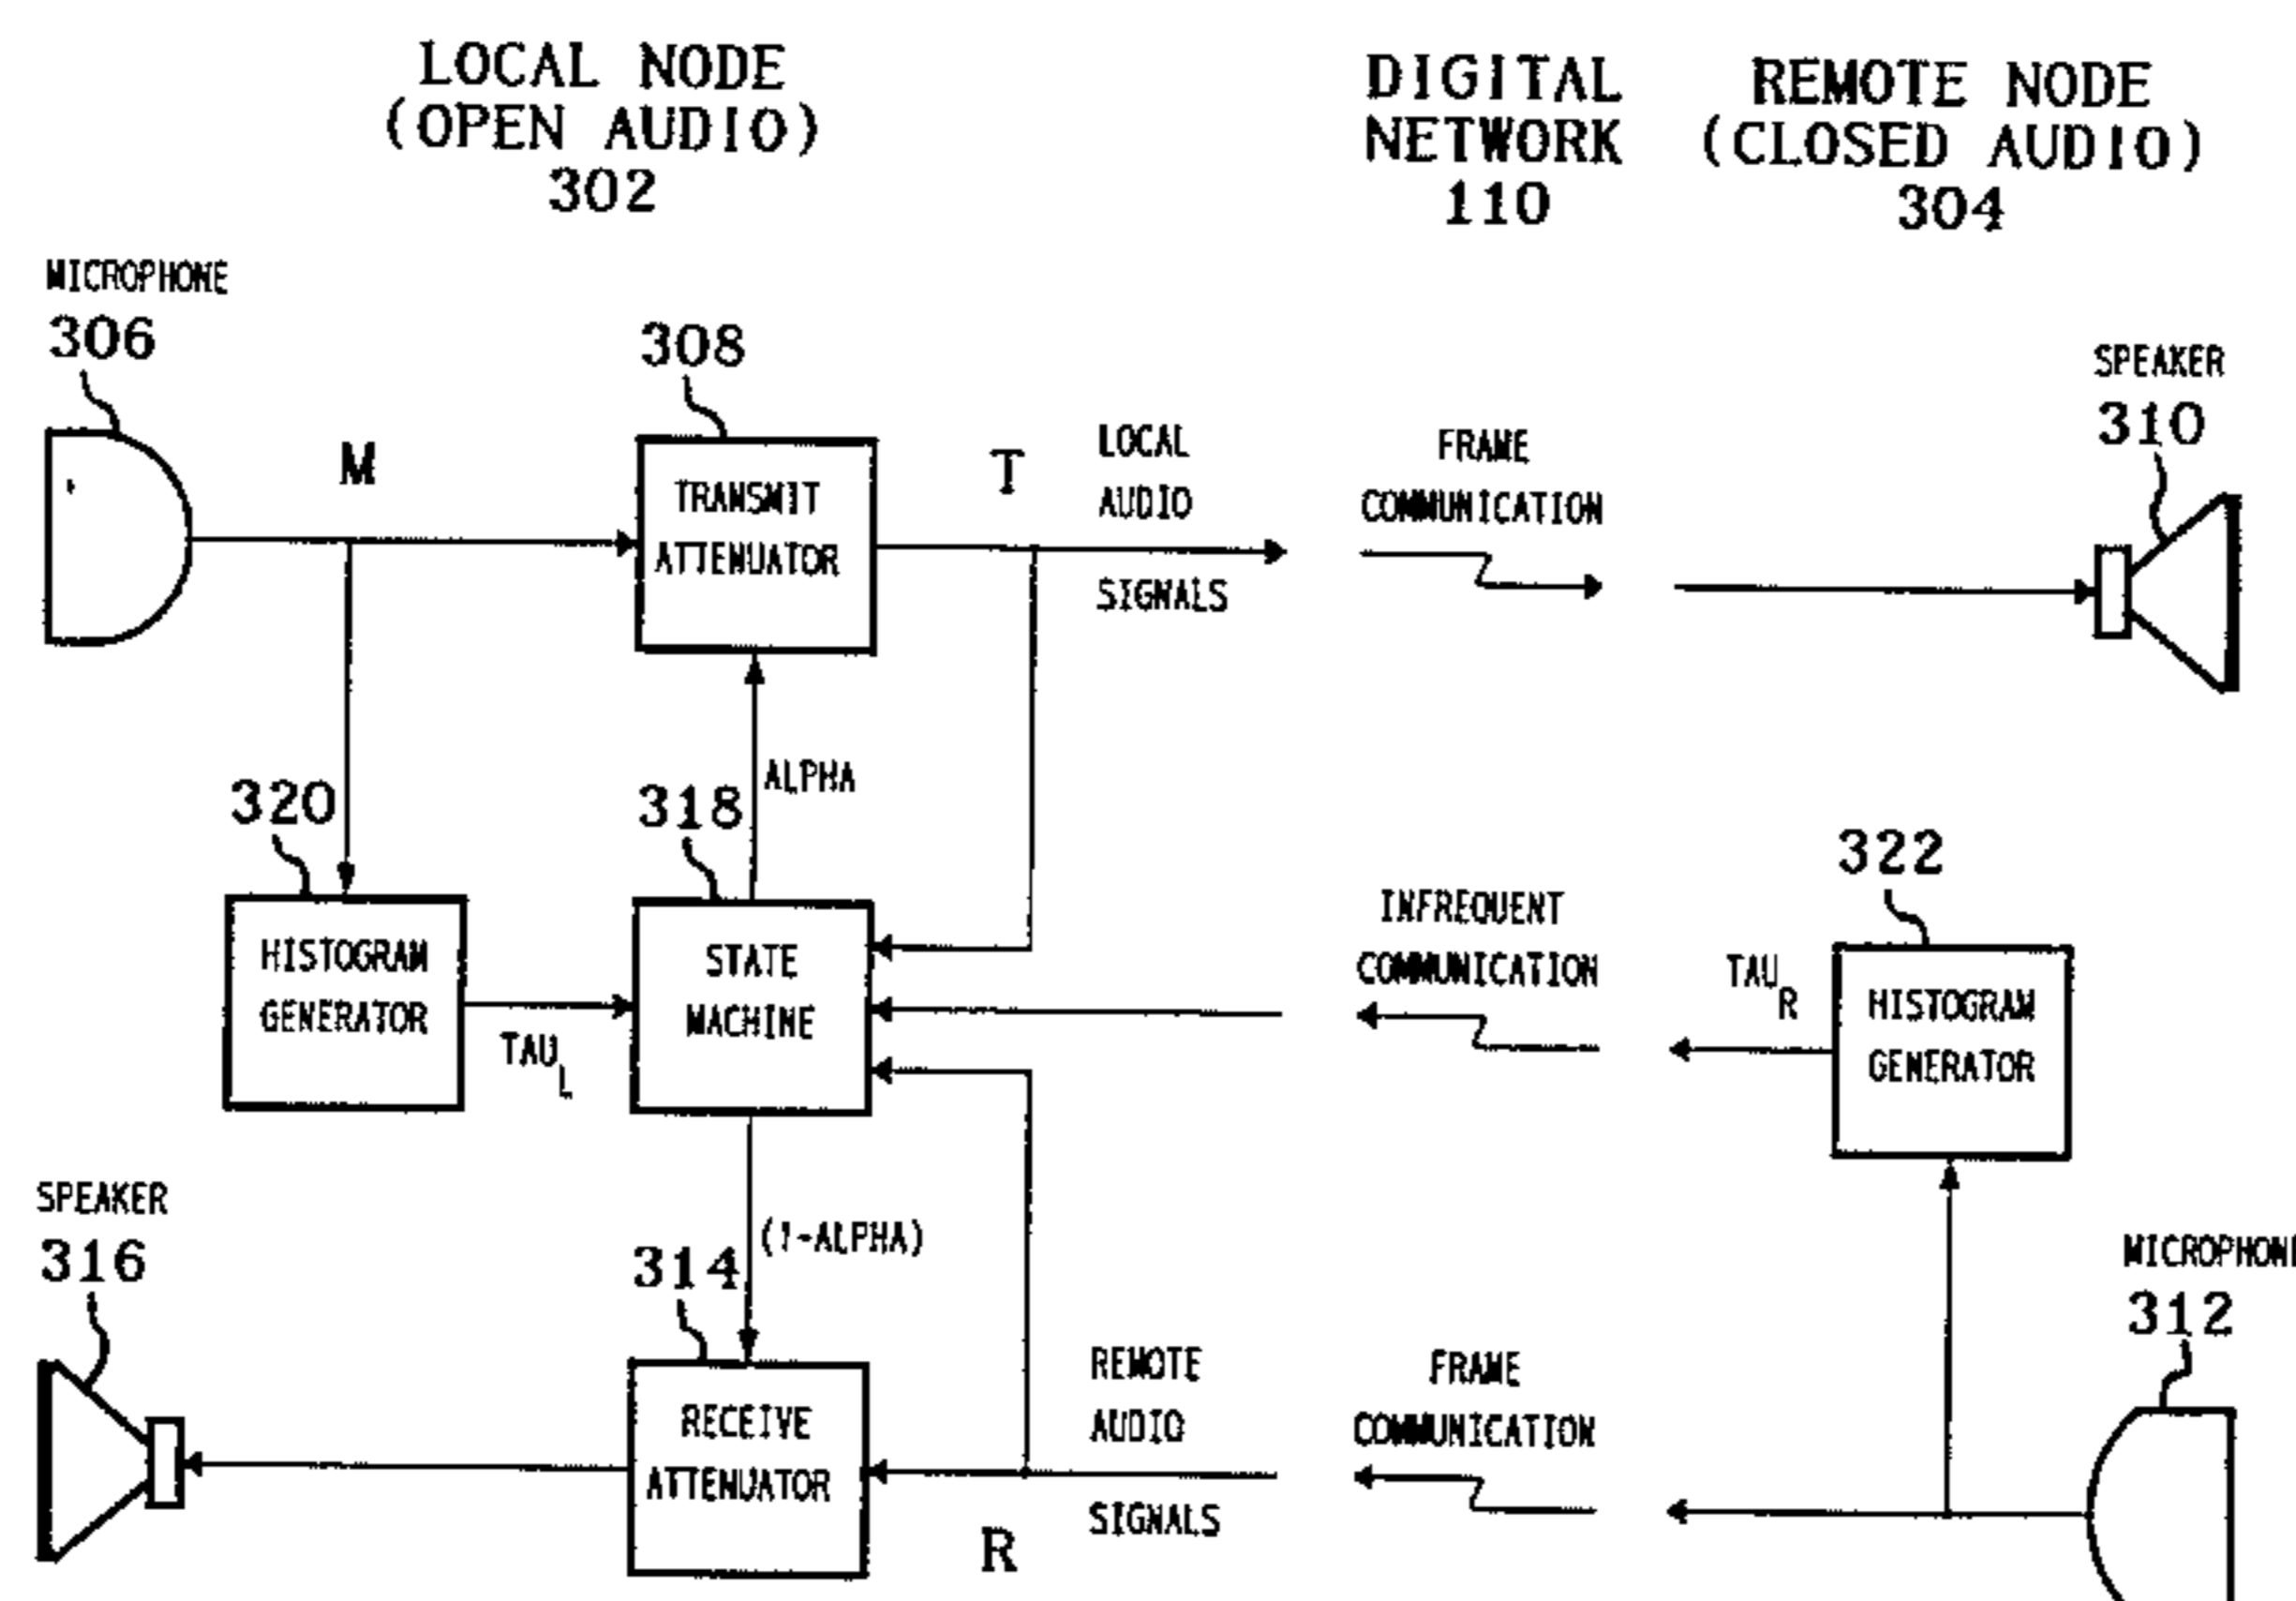 LOCAL NODE
(OPEN AUDIO)
302
DIGITAL
NETWORK
110
REMOTE NODE
(CLOSED AUDIO)
304
MICROPHONE
306
308
SPEAKER
310
M
TRANSMIT
ATTENUATOR
T
LOCAL
AUDIO
SIGNALS
FRAME
COMMUNICATION
ALPHA
320
318
322
HISTOGRAM
GENERATOR
TAU L
STATE
MACHINE
INFREQUENT
COMMUNICATION
TAU R
HISTOGRAM
GENERATOR
SPEAKER
316
(1-ALPHA)
314
MICROPHONE
312
RECEIVE
ATTENUATOR
REMOTE
AUDIO
SIGNALS
R
FRAME
COMMUNICATION